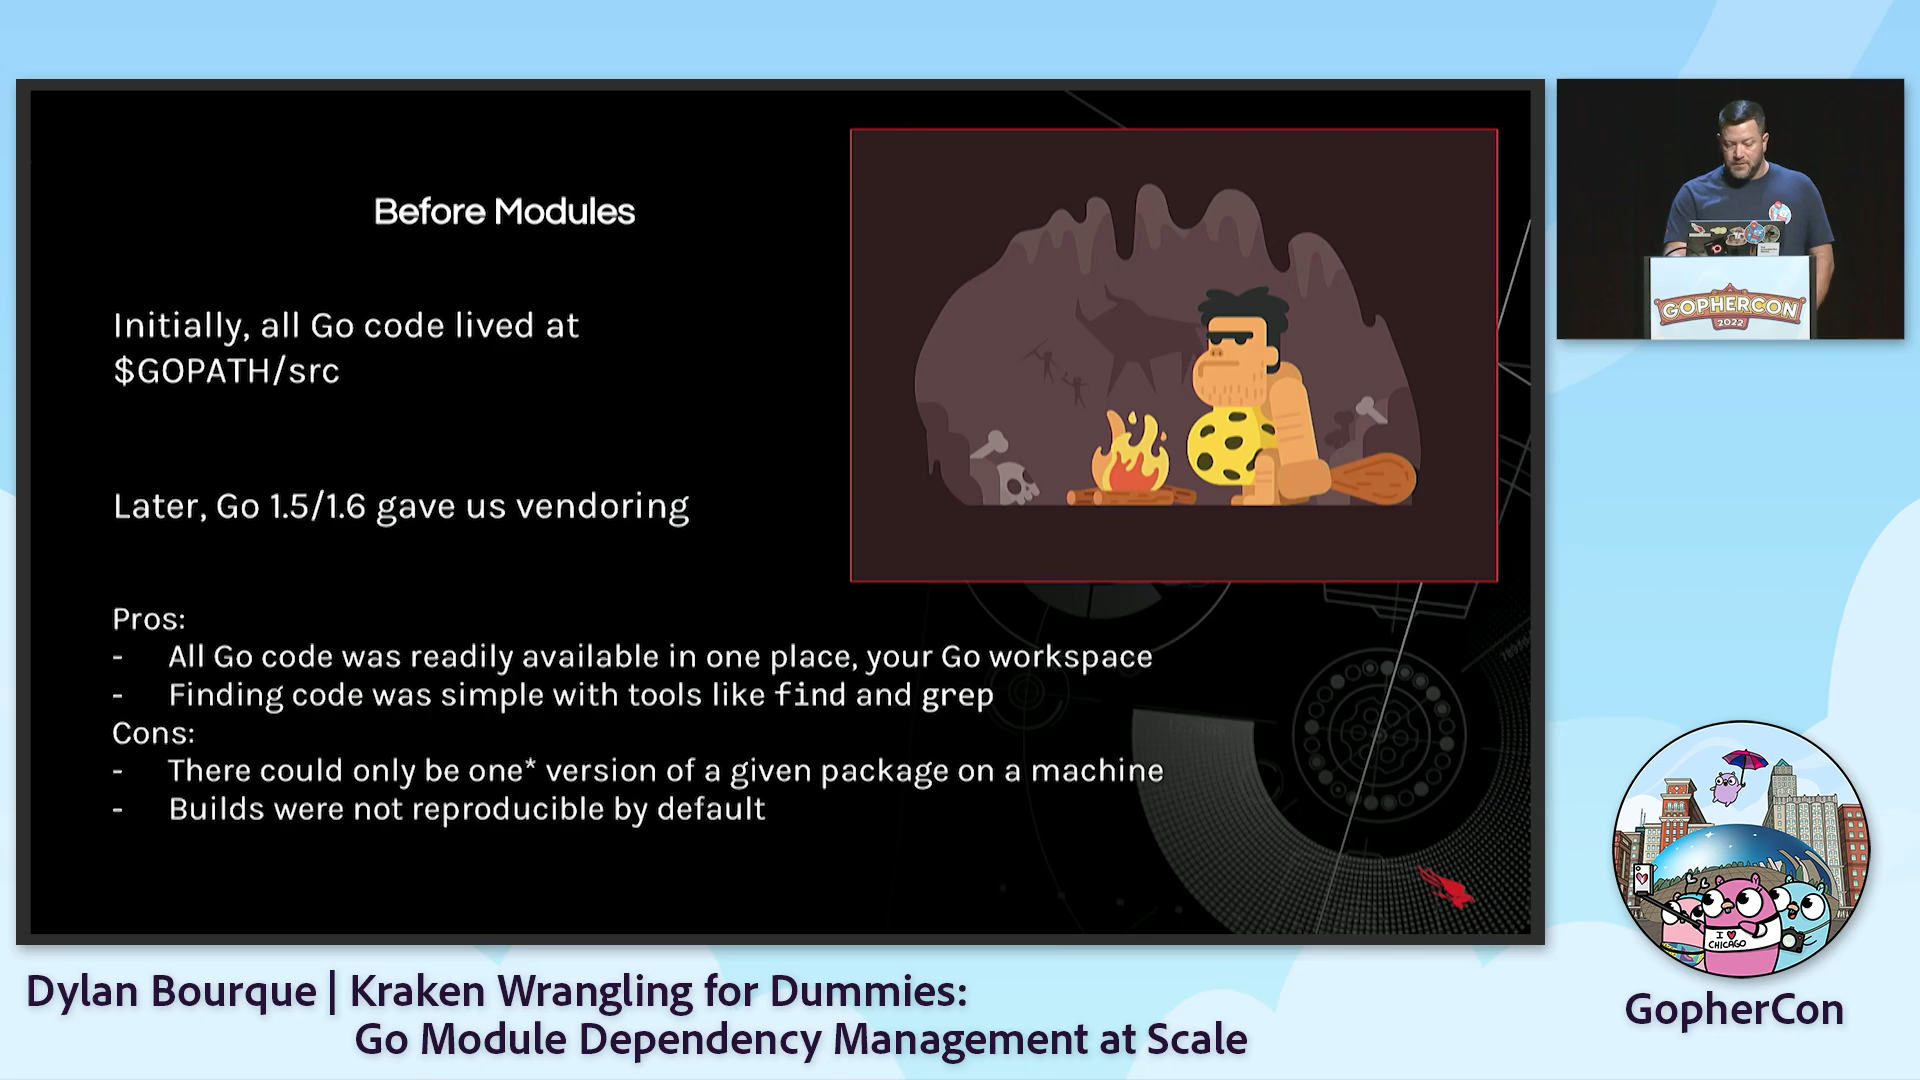 Before Modules
Initially, all Go code lived at
$GOPATH/src
Later, Go 1.5/1.6 gave us vendoring
Pros:
- All Go code was readily available in one place, your Go workspace
- Finding code was simple with tools like find and grep
Cons:
- There could only be one* version of a given package on a machine
- Builds were not reproducible by default
GOPHERCON
2022
I ♥
CHICAGO
GopherCon
Dylan Bourque | Kraken Wrangling for Dummies:
Go Module Dependency Management at Scale